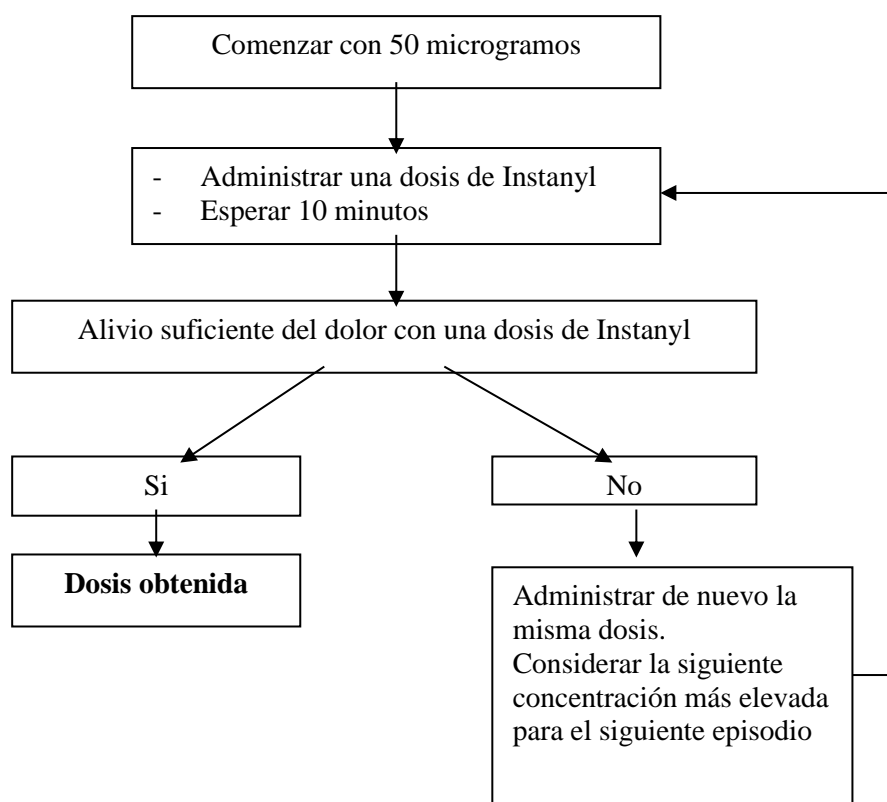 Comenzar con 50 microgramos
- Administrar una dosis de Instanyl
- Esperar 10 minutos
Alivio suficiente del dolor con una dosis de Instanyl
Si
No
Dosis obtenida
Administrar de nuevo la
misma dosis.
Considerar la siguiente
concentración más elevada
para el siguiente episodio